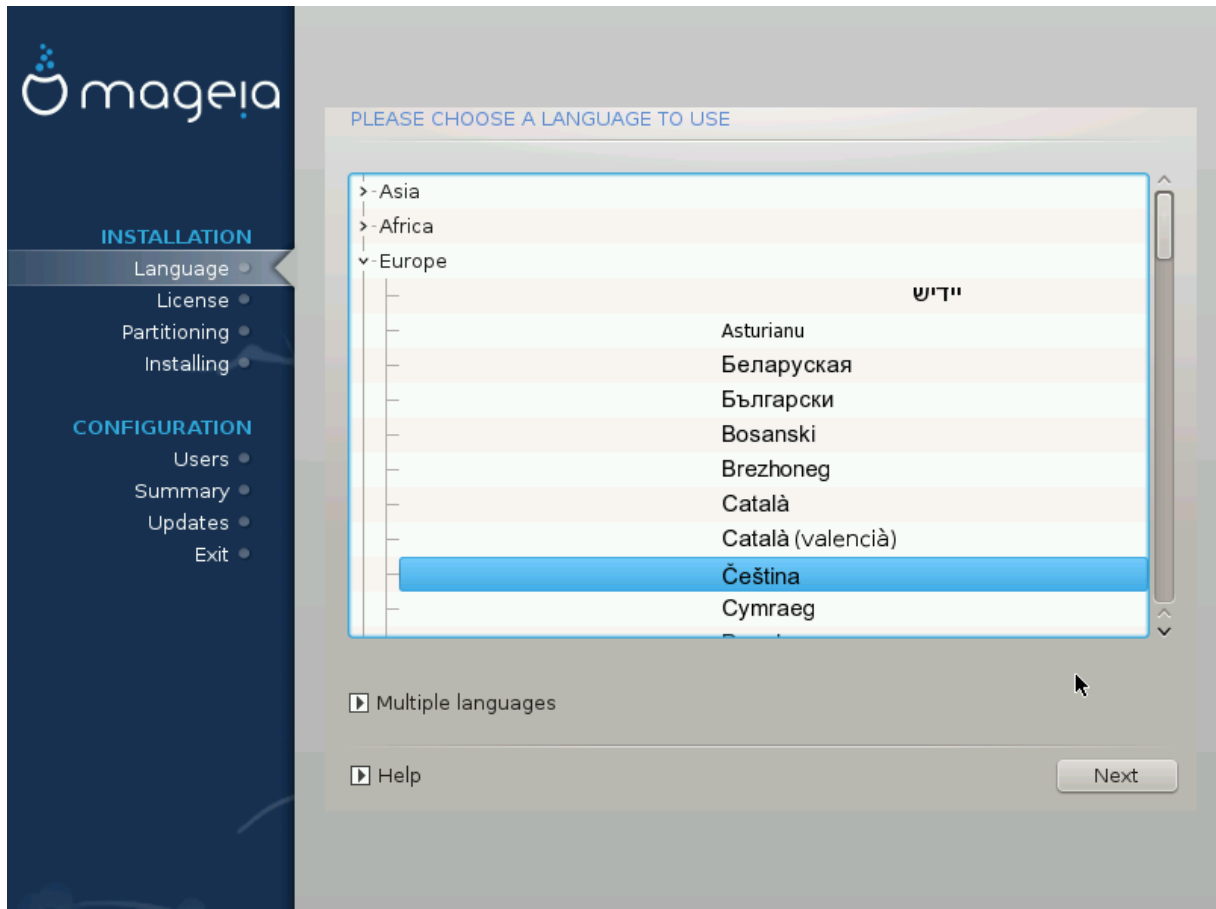 mageia
INSTALLATION
Language
License
Partitioning
Installing
CONFIGURATION
Users
Summary
Updates
Exit
PLEASE CHOOSE A LANGUAGE TO USE
Asia
Africa
Europe
ייִדיש
Asturianu
Беларуская
Български
Bosanski
Brezhoneg
Català
Català (valencià)
Čeština
Cymraeg
Multiple languages
Help
Next